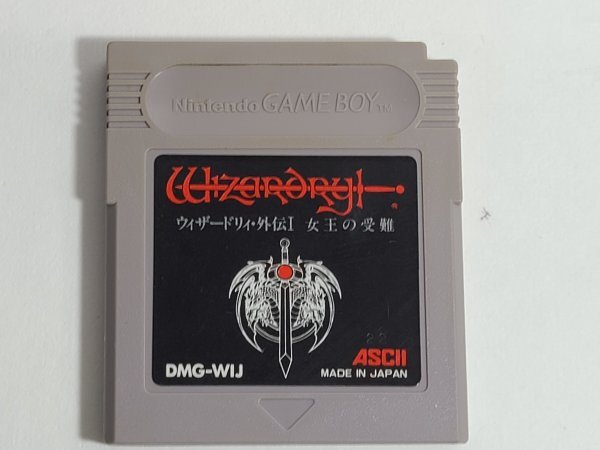 Nintendo GAME BOY TM
Wizardry
ウィザードリィ・外伝I 女王の受難
22
ASCII
DMG-WIJ
MADE IN JAPAN